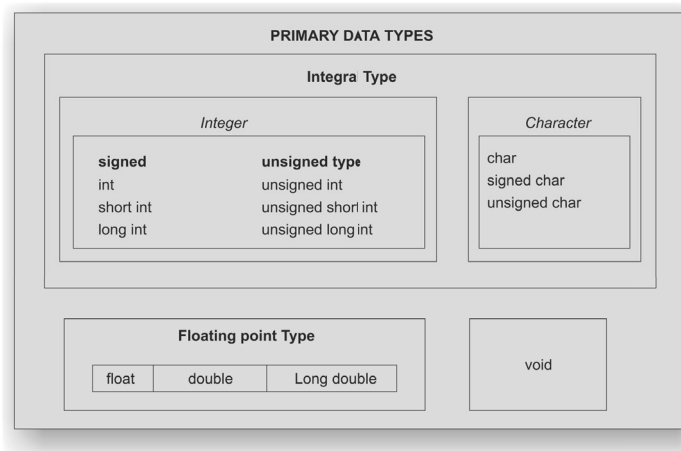 PRIMARY DATA TYPES
Integra Type
Integer
signed unsigned type
int unsigned int
short int unsigned short int
long int unsigned long int
Character
char
signed char
unsigned char
Floating point Type
float double Long double
void